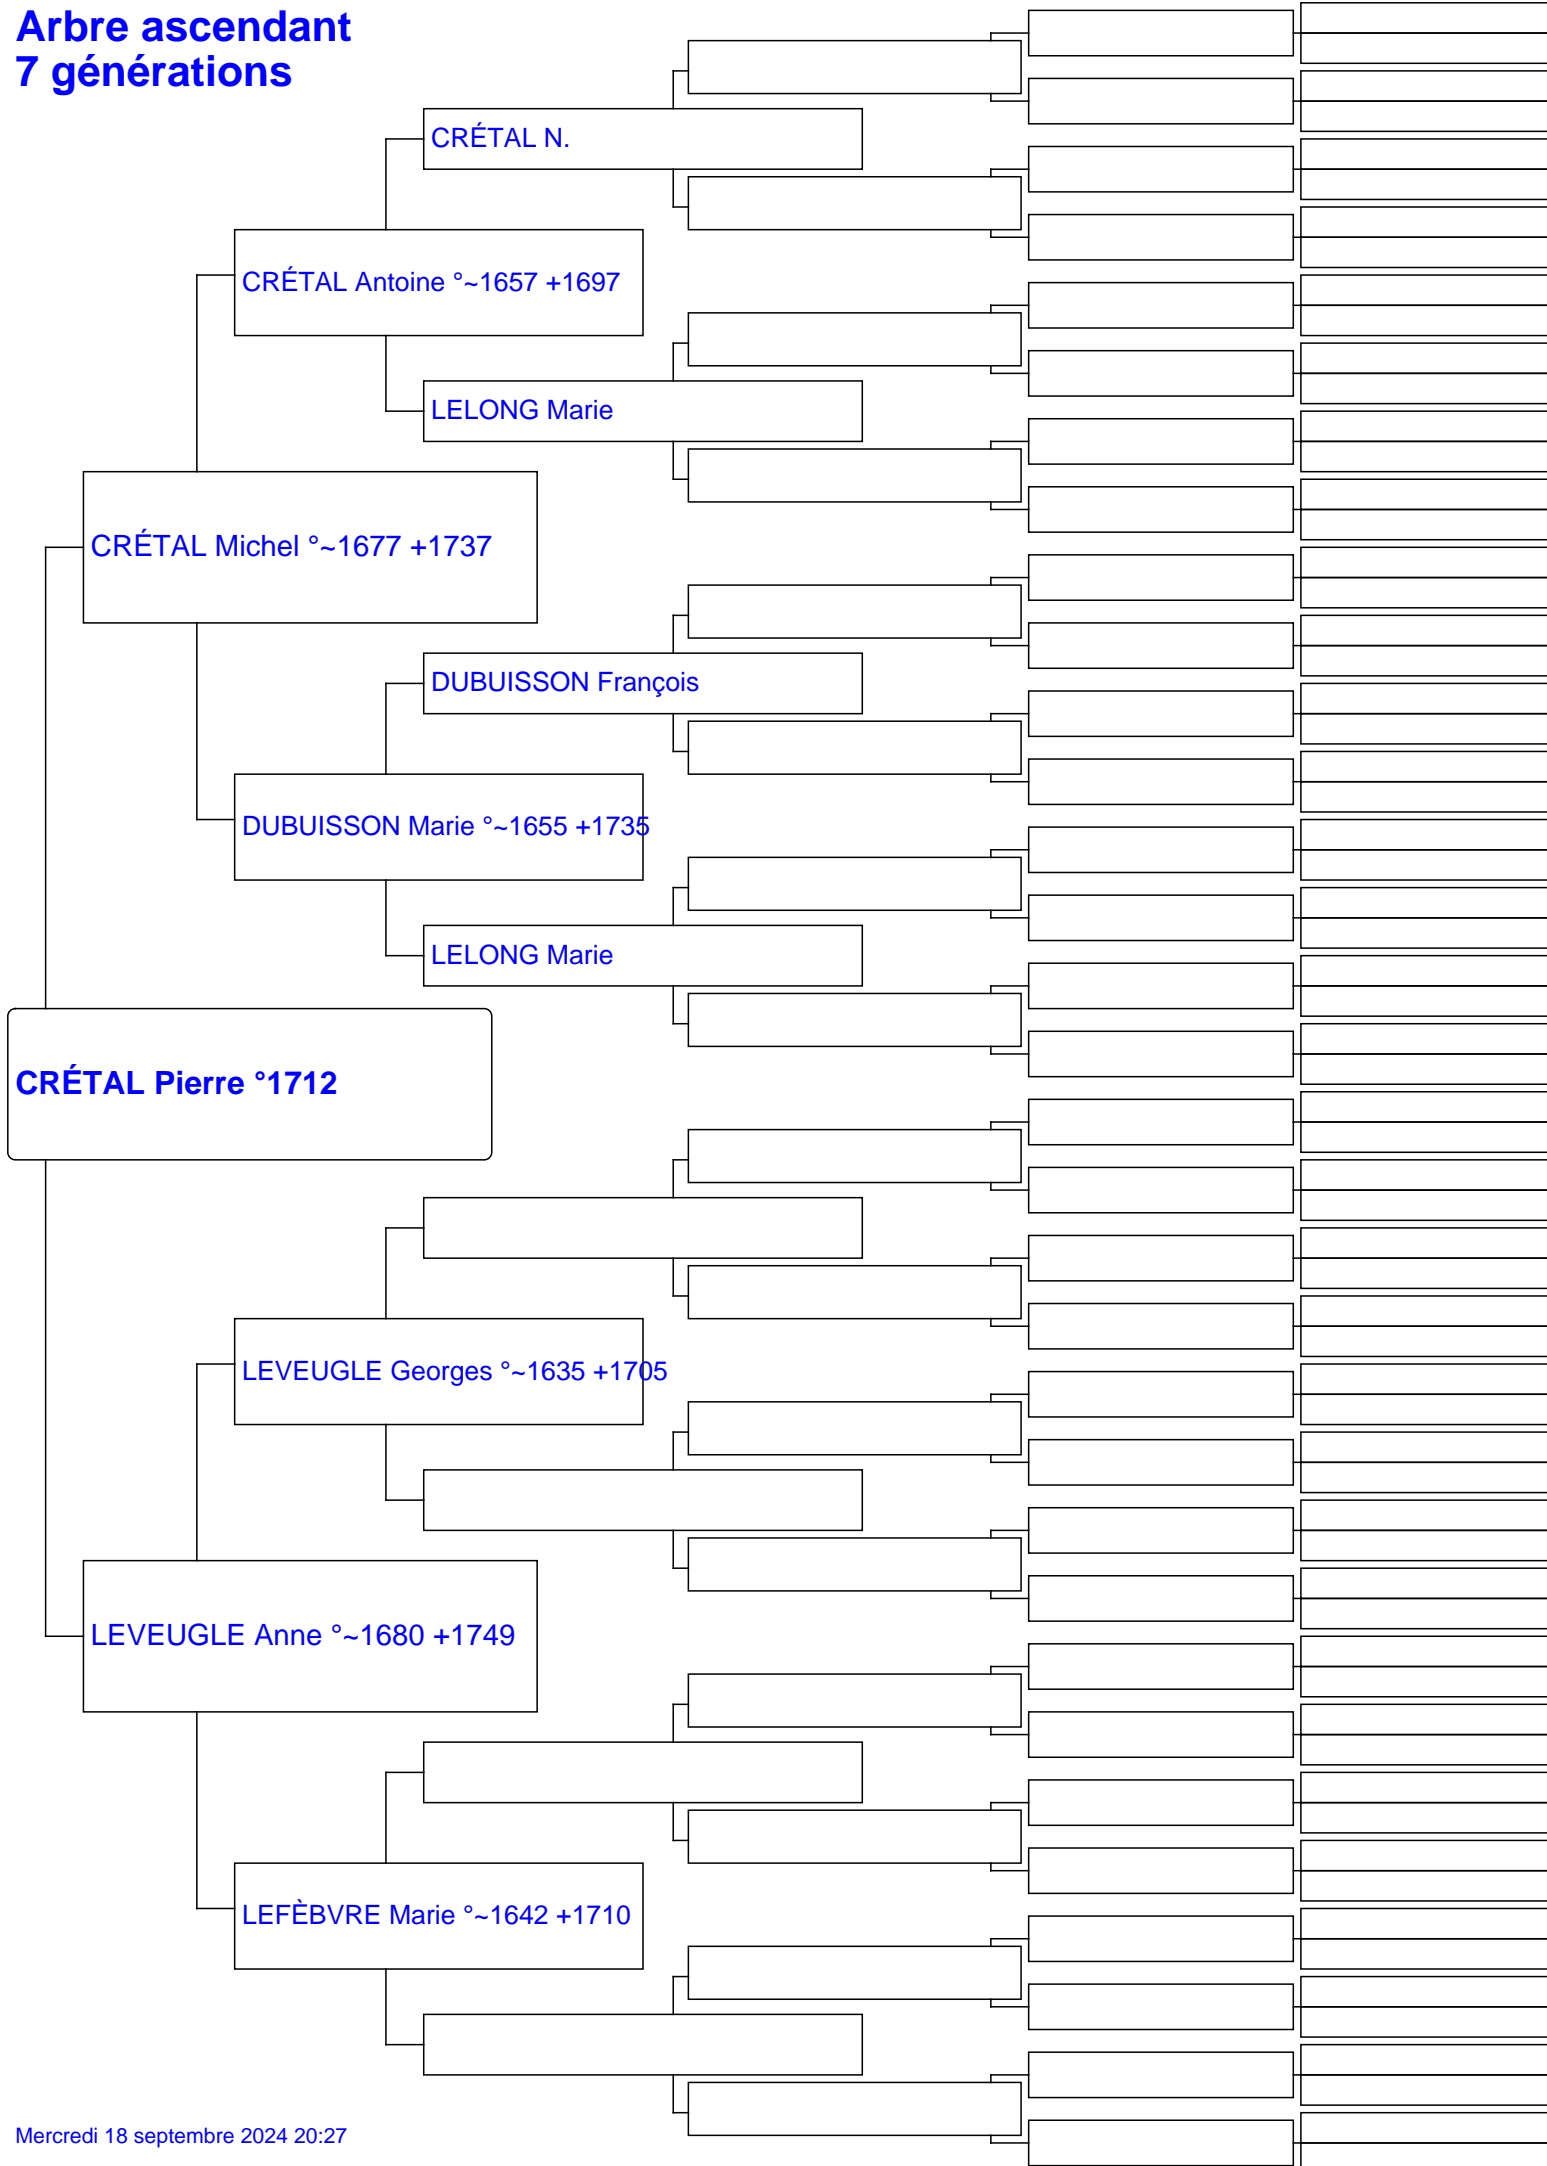 Arbre ascendant
7 générations
CRÉTAL N.
CRÉTAL Antoine °~1657 +1697
LELONG Marie
CRÉTAL Michel °~1677 +1737
DUBUISSON François
DUBUISSON Marie °~1655 +1735
LELONG Marie
CRÉTAL Pierre °1712
LEVEUGLE Georges °~1635 +1705
LEVEUGLE Anne °~1680 +1749
LEFÈBVRE Marie °~1642 +1710
Mercredi 18 septembre 2024 20:27